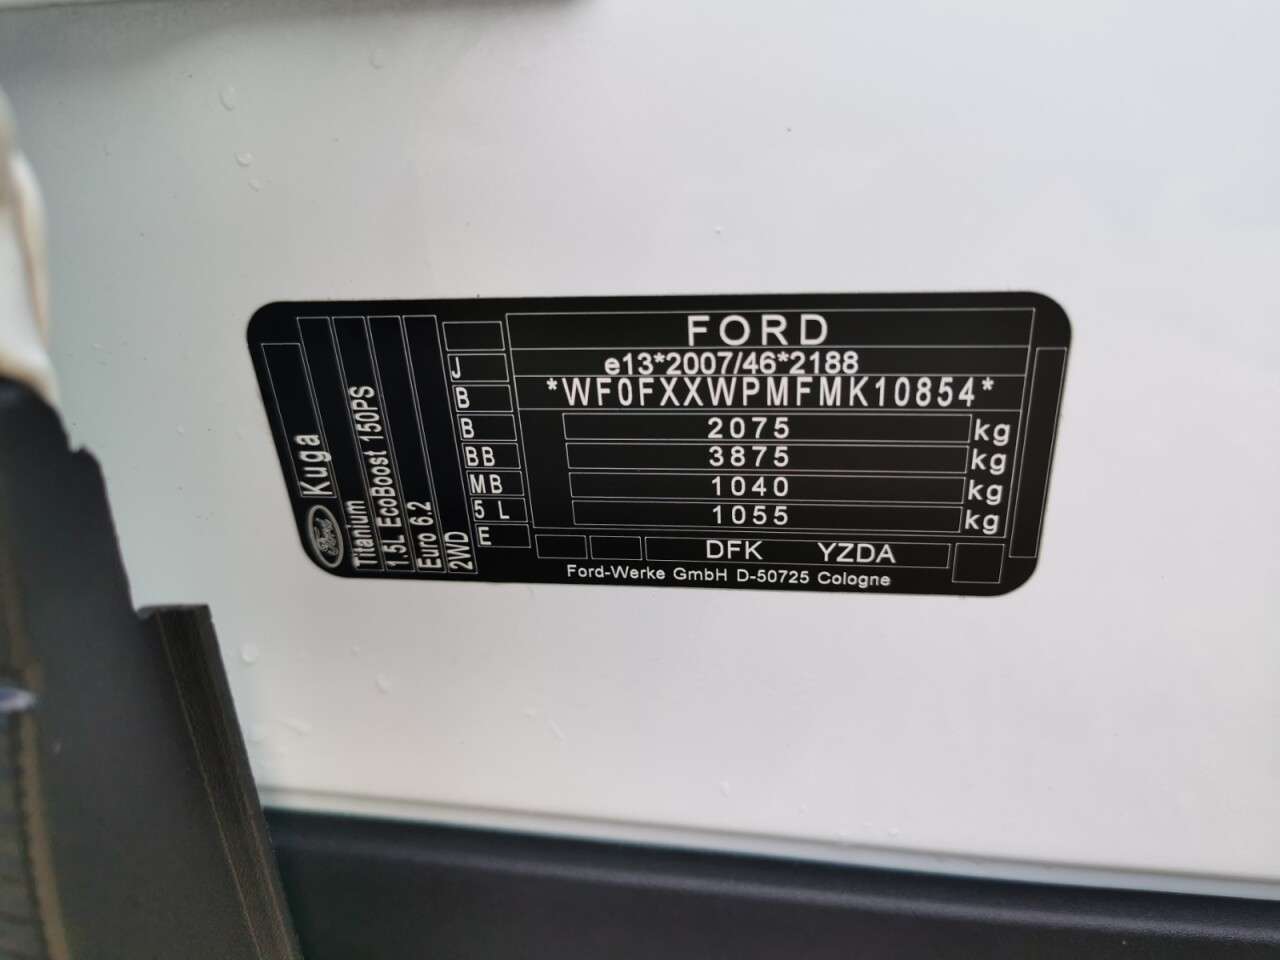 FORD
e13*2007/46*2188
*WF0FXXWPMFMK10854*
2075 kg
3875 kg
1040 kg
1055 kg
DFK YZDA
Ford-Werke GmbH D-50725 Cologne
J
B
B
BB
MB
5 L
E
Ford
Kuga
Titanium
1.5L EcoBoost 150PS
Euro 6.2
2WD